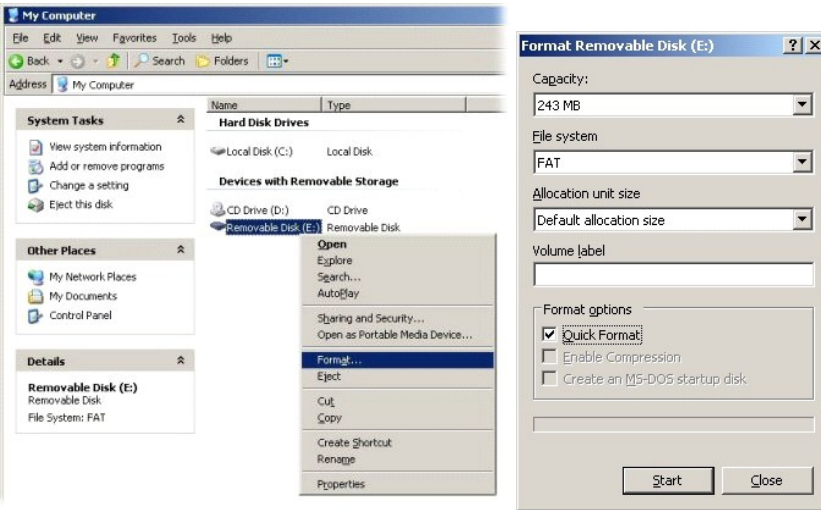 My Computer
File Edit View Favorites Tools Help
Back Search Folders
Address My Computer
System Tasks
View system information
Add or remove programs
Change a setting
Eject this disk
Other Places
My Network Places
My Documents
Control Panel
Details
Removable Disk (E:)
Removable Disk
File System: FAT
Name Type
Hard Disk Drives
Local Disk (C:) Local Disk
Devices with Removable Storage
CD Drive (D:) CD Drive
Removable Disk (E:) Removable Disk
Open
Explore
Search...
AutoPlay
Sharing and Security...
Open as Portable Media Device...
Format...
Eject
Cut
Copy
Create Shortcut
Rename
Properties
Format Removable Disk (E:)
Capacity:
243 MB
File system
FAT
Allocation unit size
Default allocation size
Volume label
Format options
Quick Format
Enable Compression
Create an MS-DOS startup disk
Start Close